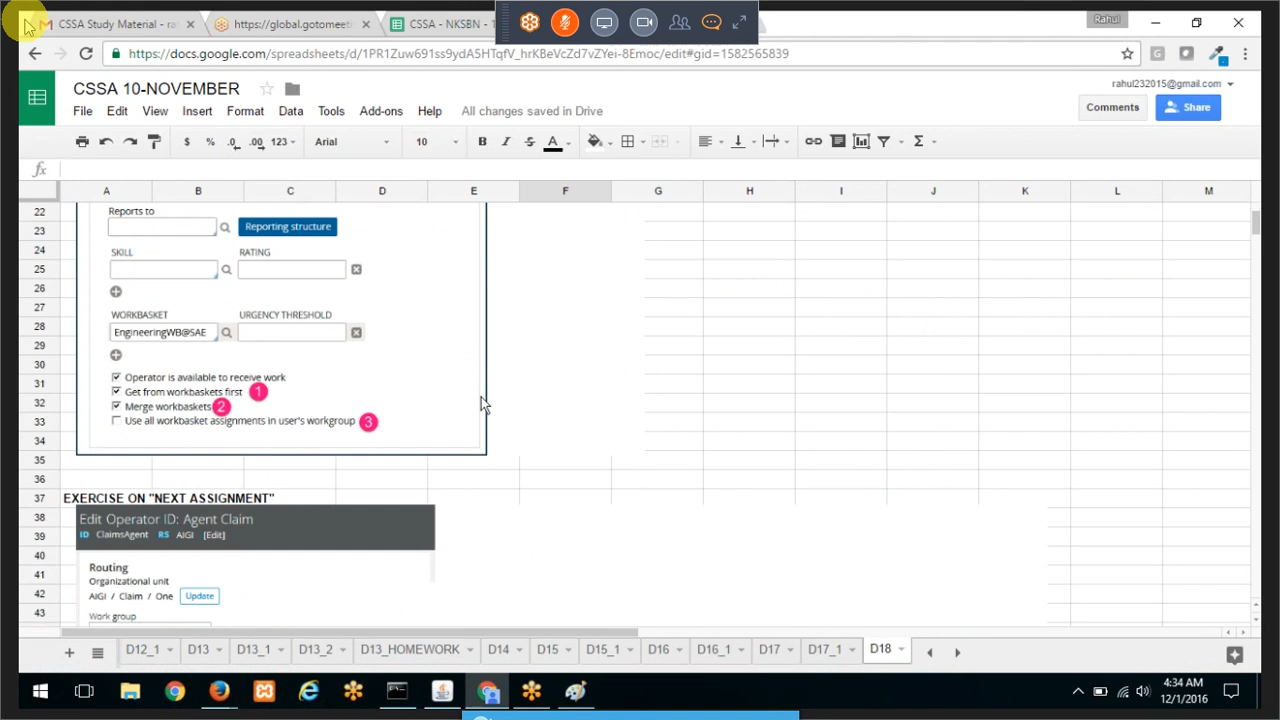 CSSA Study Material - ra
https://global.gotomeeti
CSSA - NKSBN -
Rahul
https://docs.google.com/spreadsheets/d/1PR1Zuw691ss9ydA5HTqfV_hrKBeVcZd7vZYei-8Emoc/edit#gid=1582565839
CSSA 10-NOVEMBER
rahul232015@gmail.com
File Edit View Insert Format Data Tools Add-ons Help All changes saved in Drive
Comments
Share
$ % .0 .00 123 Arial 10 B I S A
fx
A B C D E F G H I J K L M
22
23
24
25
26
27
28
29
30
31
32
33
34
35
36
37
38
39
40
41
42
43
Reports to
Reporting structure
SKILL RATING
WORKBASKET URGENCY THRESHOLD
EngineeringWB@SAE
Operator is available to receive work
Get from workbaskets first 1
Merge workbaskets 2
Use all workbasket assignments in user's workgroup 3
EXERCISE ON "NEXT ASSIGNMENT"
Edit Operator ID: Agent Claim
ID ClaimsAgent RS AIGI [Edit]
Routing
Organizational unit
AIGI / Claim / One Update
Work group
D12_1 D13 D13_1 D13_2 D13_HOMEWORK D14 D15 D15_1 D16 D16_1 D17 D17_1 D18
4:34 AM
12/1/2016